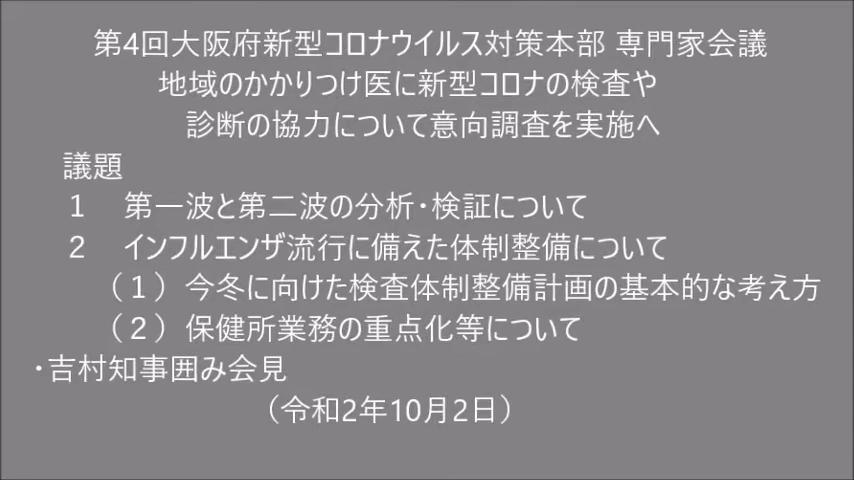 第4回大阪府新型コロナウイルス対策本部 専門家会議
地域のかかりつけ医に新型コロナの検査や
診断の協力について意向調査を実施へ
議題
１　第一波と第二波の分析・検証について
２　インフルエンザ流行に備えた体制整備について
（１）今冬に向けた検査体制整備計画の基本的な考え方
（２）保健所業務の重点化等について
・吉村知事囲み会見
（令和2年10月2日）